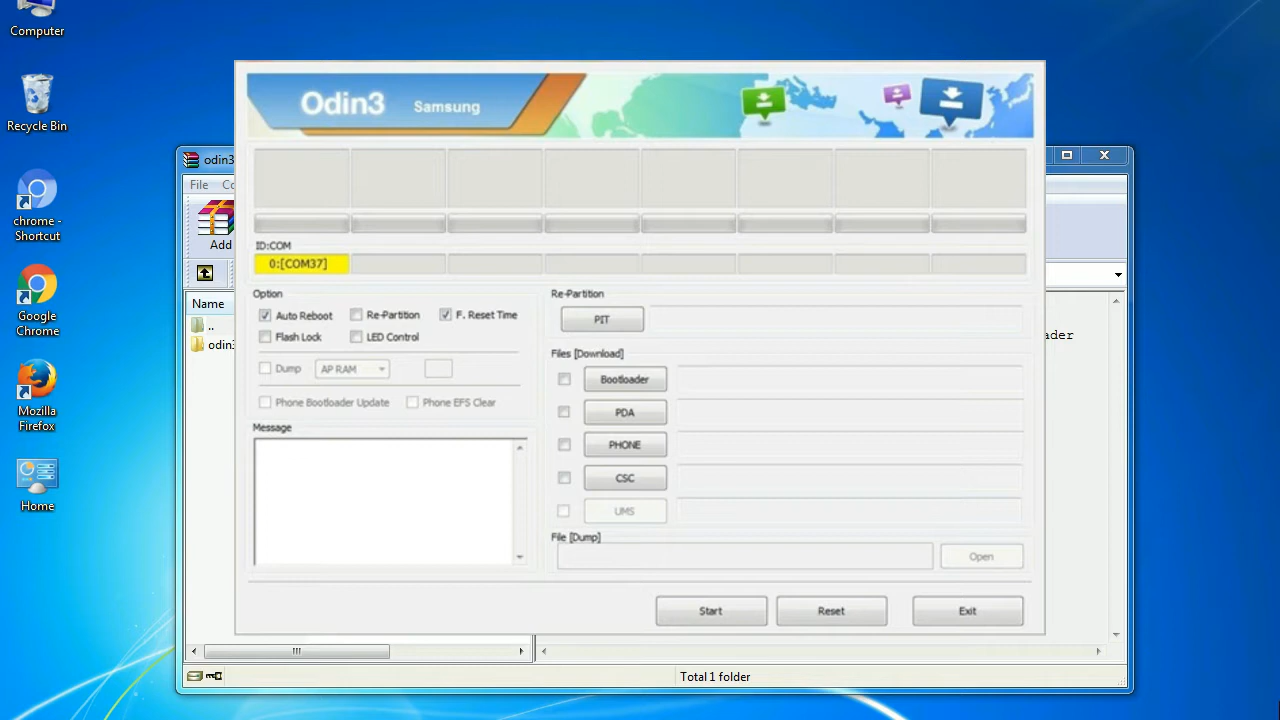 Computer
Recycle Bin
chrome -
Shortcut
Google
Chrome
Mozilla
Firefox
Home
odin3
File
Add
Name
..
odin3
Total 1 folder
Odin3 Samsung
ID:COM
0:[COM37]
Option
Auto Reboot
Re-Partition
F. Reset Time
Flash Lock
LED Control
Dump
AP RAM
Phone Bootloader Update
Phone EFS Clear
Message
Re-Partition
PIT
Files [Download]
Bootloader
PDA
PHONE
CSC
UMS
File [Dump]
Open
Start
Reset
Exit